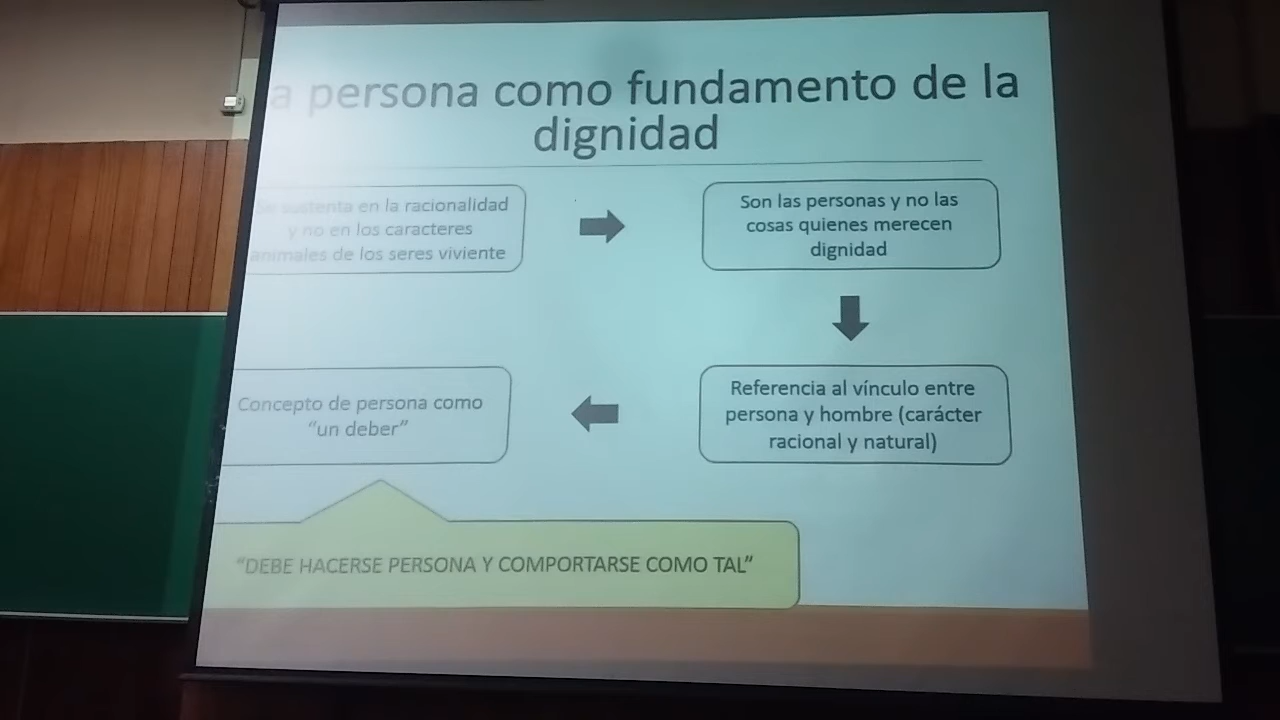 a persona como fundamento de la
dignidad
Se sustenta en la racionalidad
y no en los caracteres
animales de los seres viviente
Son las personas y no las
cosas quienes merecen
dignidad
Referencia al vínculo entre
persona y hombre (carácter
racional y natural)
Concepto de persona como
"un deber"
"DEBE HACERSE PERSONA Y COMPORTARSE COMO TAL"